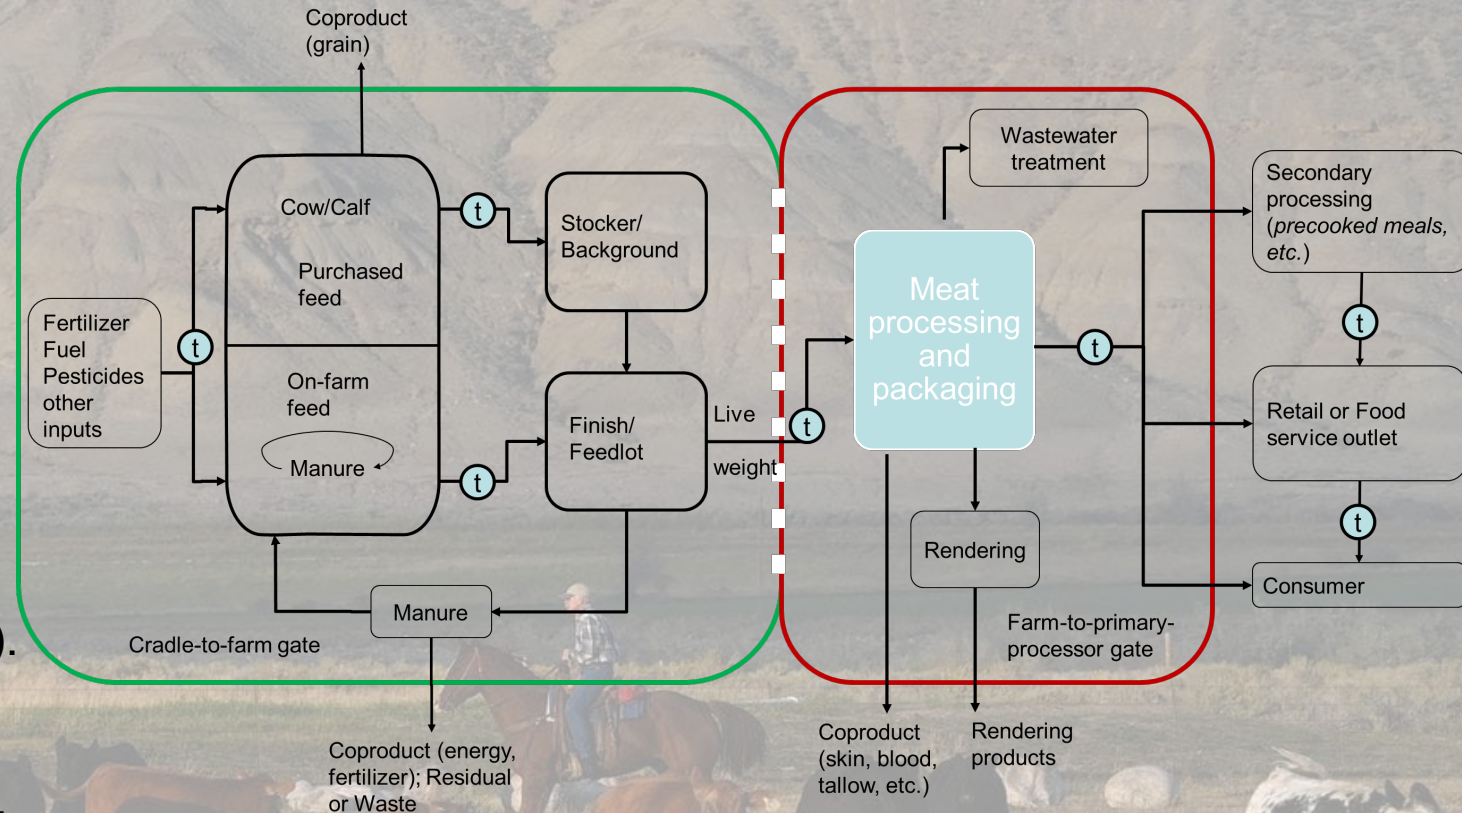 Coproduct
(grain)
Cow/Calf
Purchased
feed
t
Stocker/
Background
Fertilizer
Fuel
Pesticides
other
inputs
t
On-farm
feed
Manure
t
Finish/
Feedlot
Live
weight
t
Manure
Cradle-to-farm gate
Coproduct (energy,
fertilizer); Residual
or Waste
Wastewater
treatment
Meat
processing
and
packaging
t
Rendering
Farm-to-primary-
processor gate
Coproduct
(skin, blood,
tallow, etc.)
Rendering
products
Secondary
processing
(precooked meals,
etc.)
t
Retail or Food
service outlet
t
Consumer
).